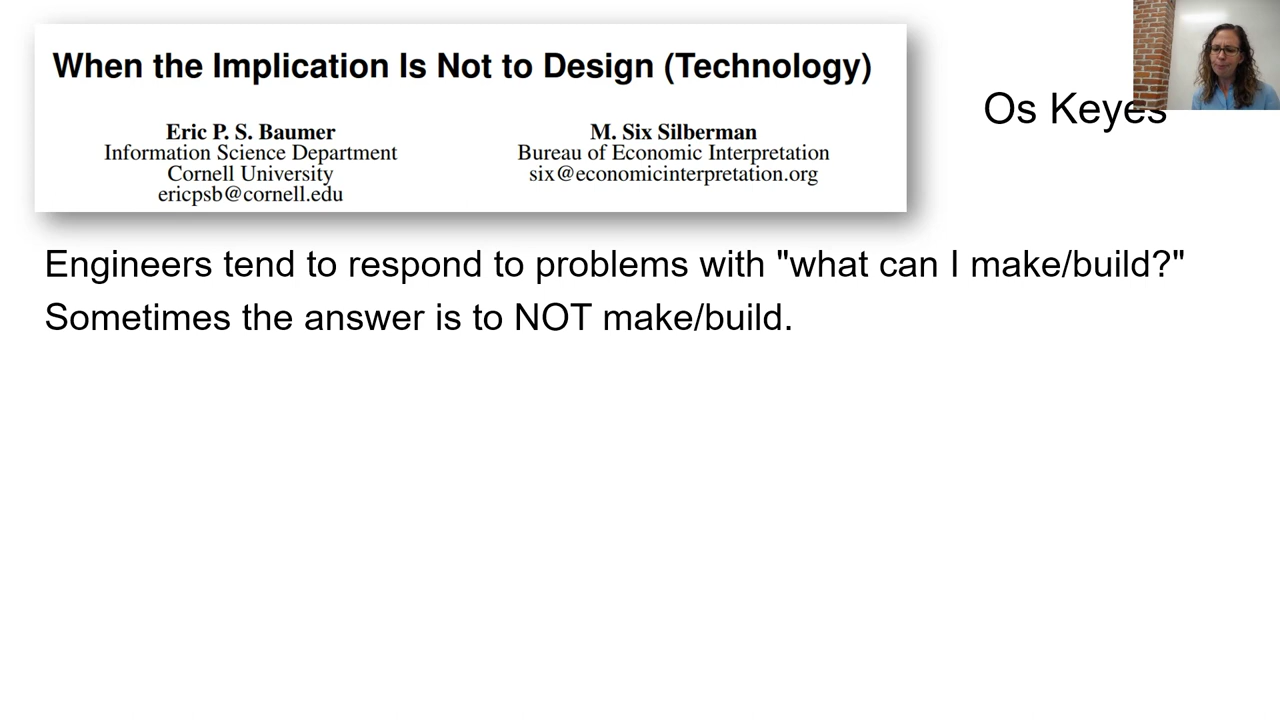 When the Implication Is Not to Design (Technology)
Eric P. S. Baumer
Information Science Department
Cornell University
ericpsb@cornell.edu
M. Six Silberman
Bureau of Economic Interpretation
six@economicinterpretation.org
Os Keyes
Engineers tend to respond to problems with "what can I make/build?"
Sometimes the answer is to NOT make/build.